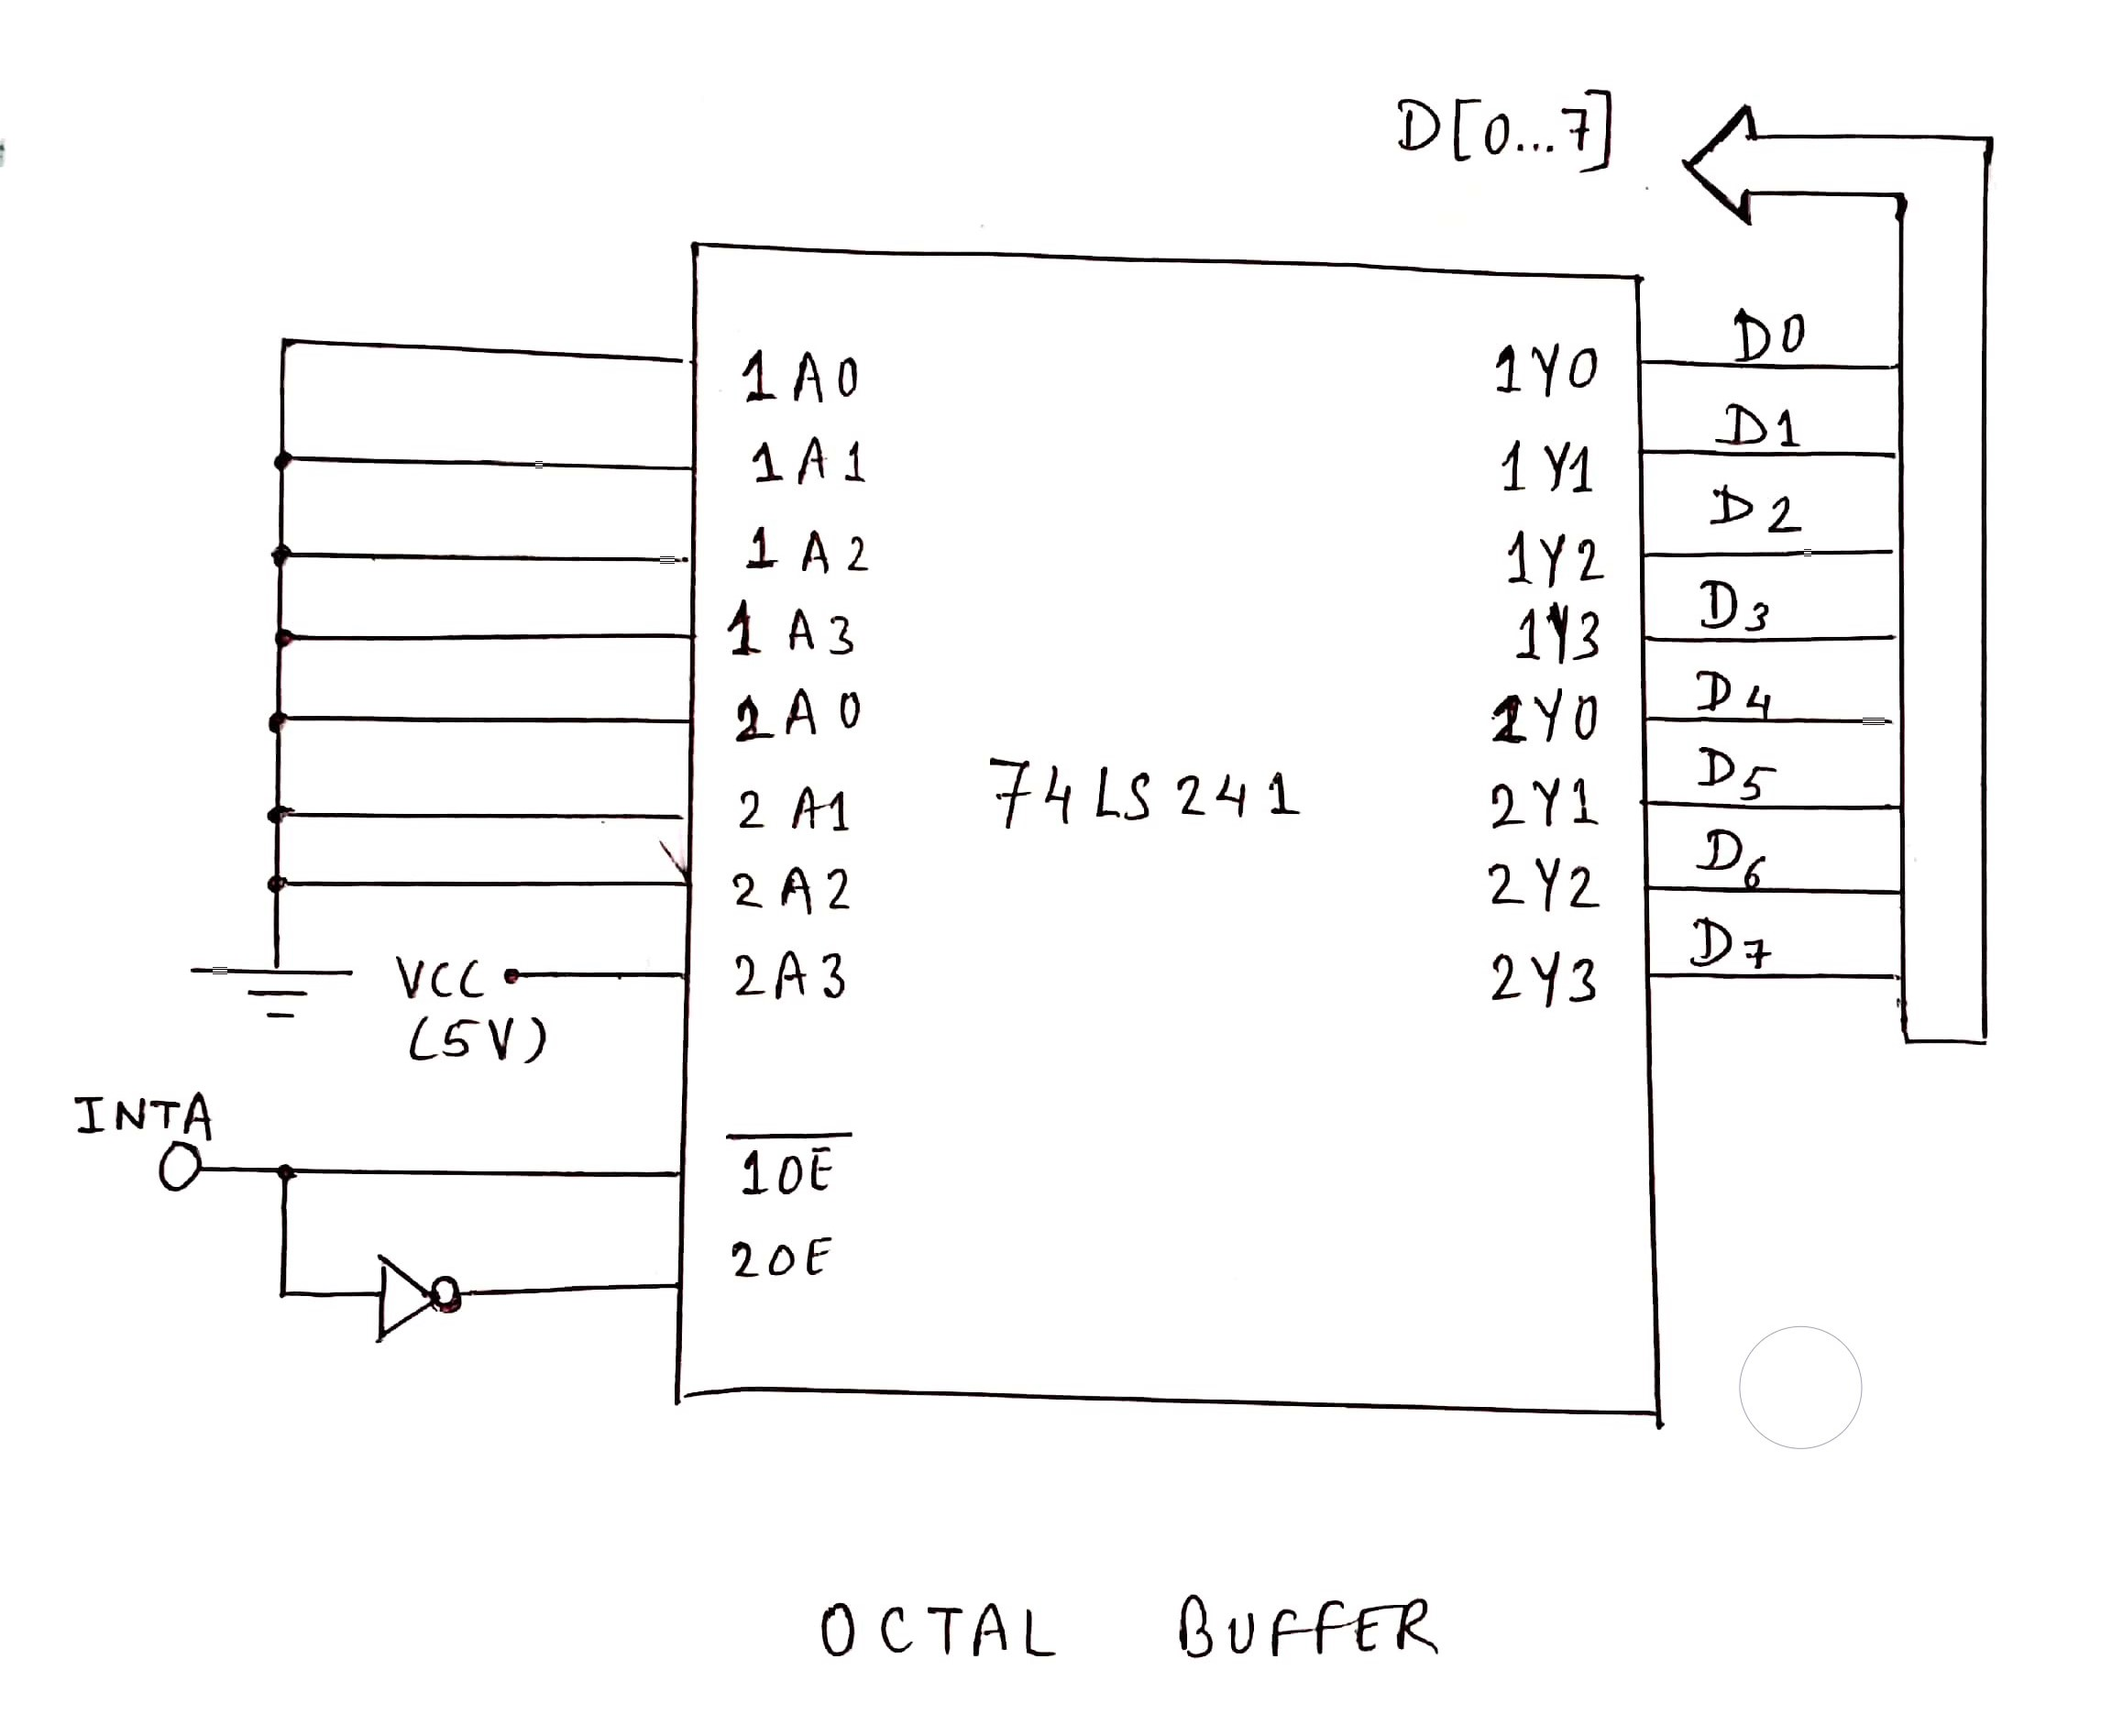 D[0...7]
D0
1A0 1Y0
D1
1A1 1Y1
D2
1A2 1Y2
D3
1A3 1Y3
D4
2A0 2Y0
D5
74LS241
2A1 2Y1
D6
2A2 2Y2
D7
VCC 2A3 2Y3
(5V)
INTA
1OE
2OE
OCTAL BUFFER